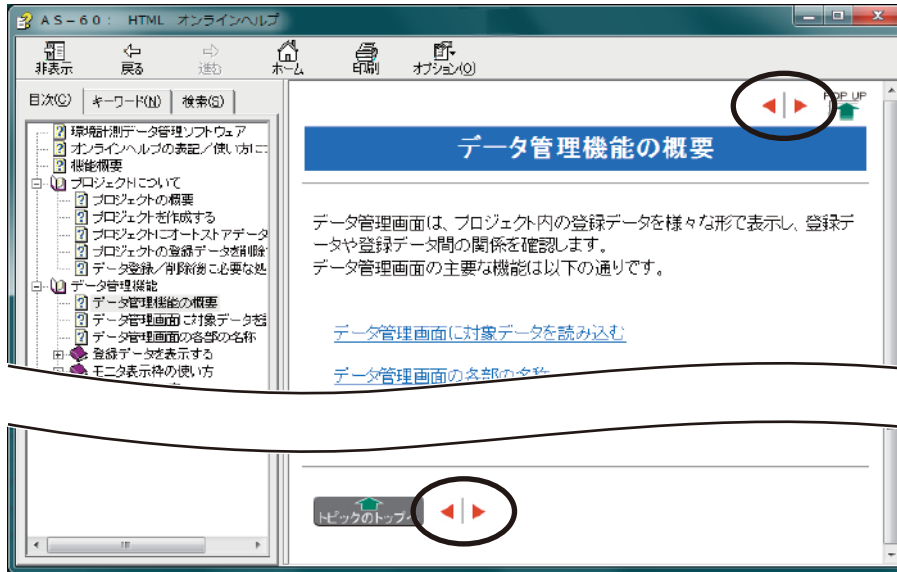 AS-60: HTML オンラインヘルプ
非表示 戻る 進む ホーム 印刷 オプション(O)
目次(C) キーワード(N) 検索(S)
環境計測データ管理ソフトウェア
オンラインヘルプの表記/使い方に
機能概要
プロジェクトについて
プロジェクトの概要
プロジェクトを作成する
プロジェクトにオートストアデータ
プロジェクトの登録データを削除
データ登録/削除後に必要な処
データ管理機能
データ管理機能の概要
データ管理画面に対象データを
データ管理画面の各部の名称
登録データを表示する
モニタ表示枠の使い方
POP UP
データ管理機能の概要
データ管理画面は、プロジェクト内の登録データを様々な形で表示し、登録デ
ータや登録データ間の関係を確認します。
データ管理画面の主要な機能は以下の通りです。
データ管理画面に対象データを読み込む
データ管理画面の各部の名称
トピックのトップへ